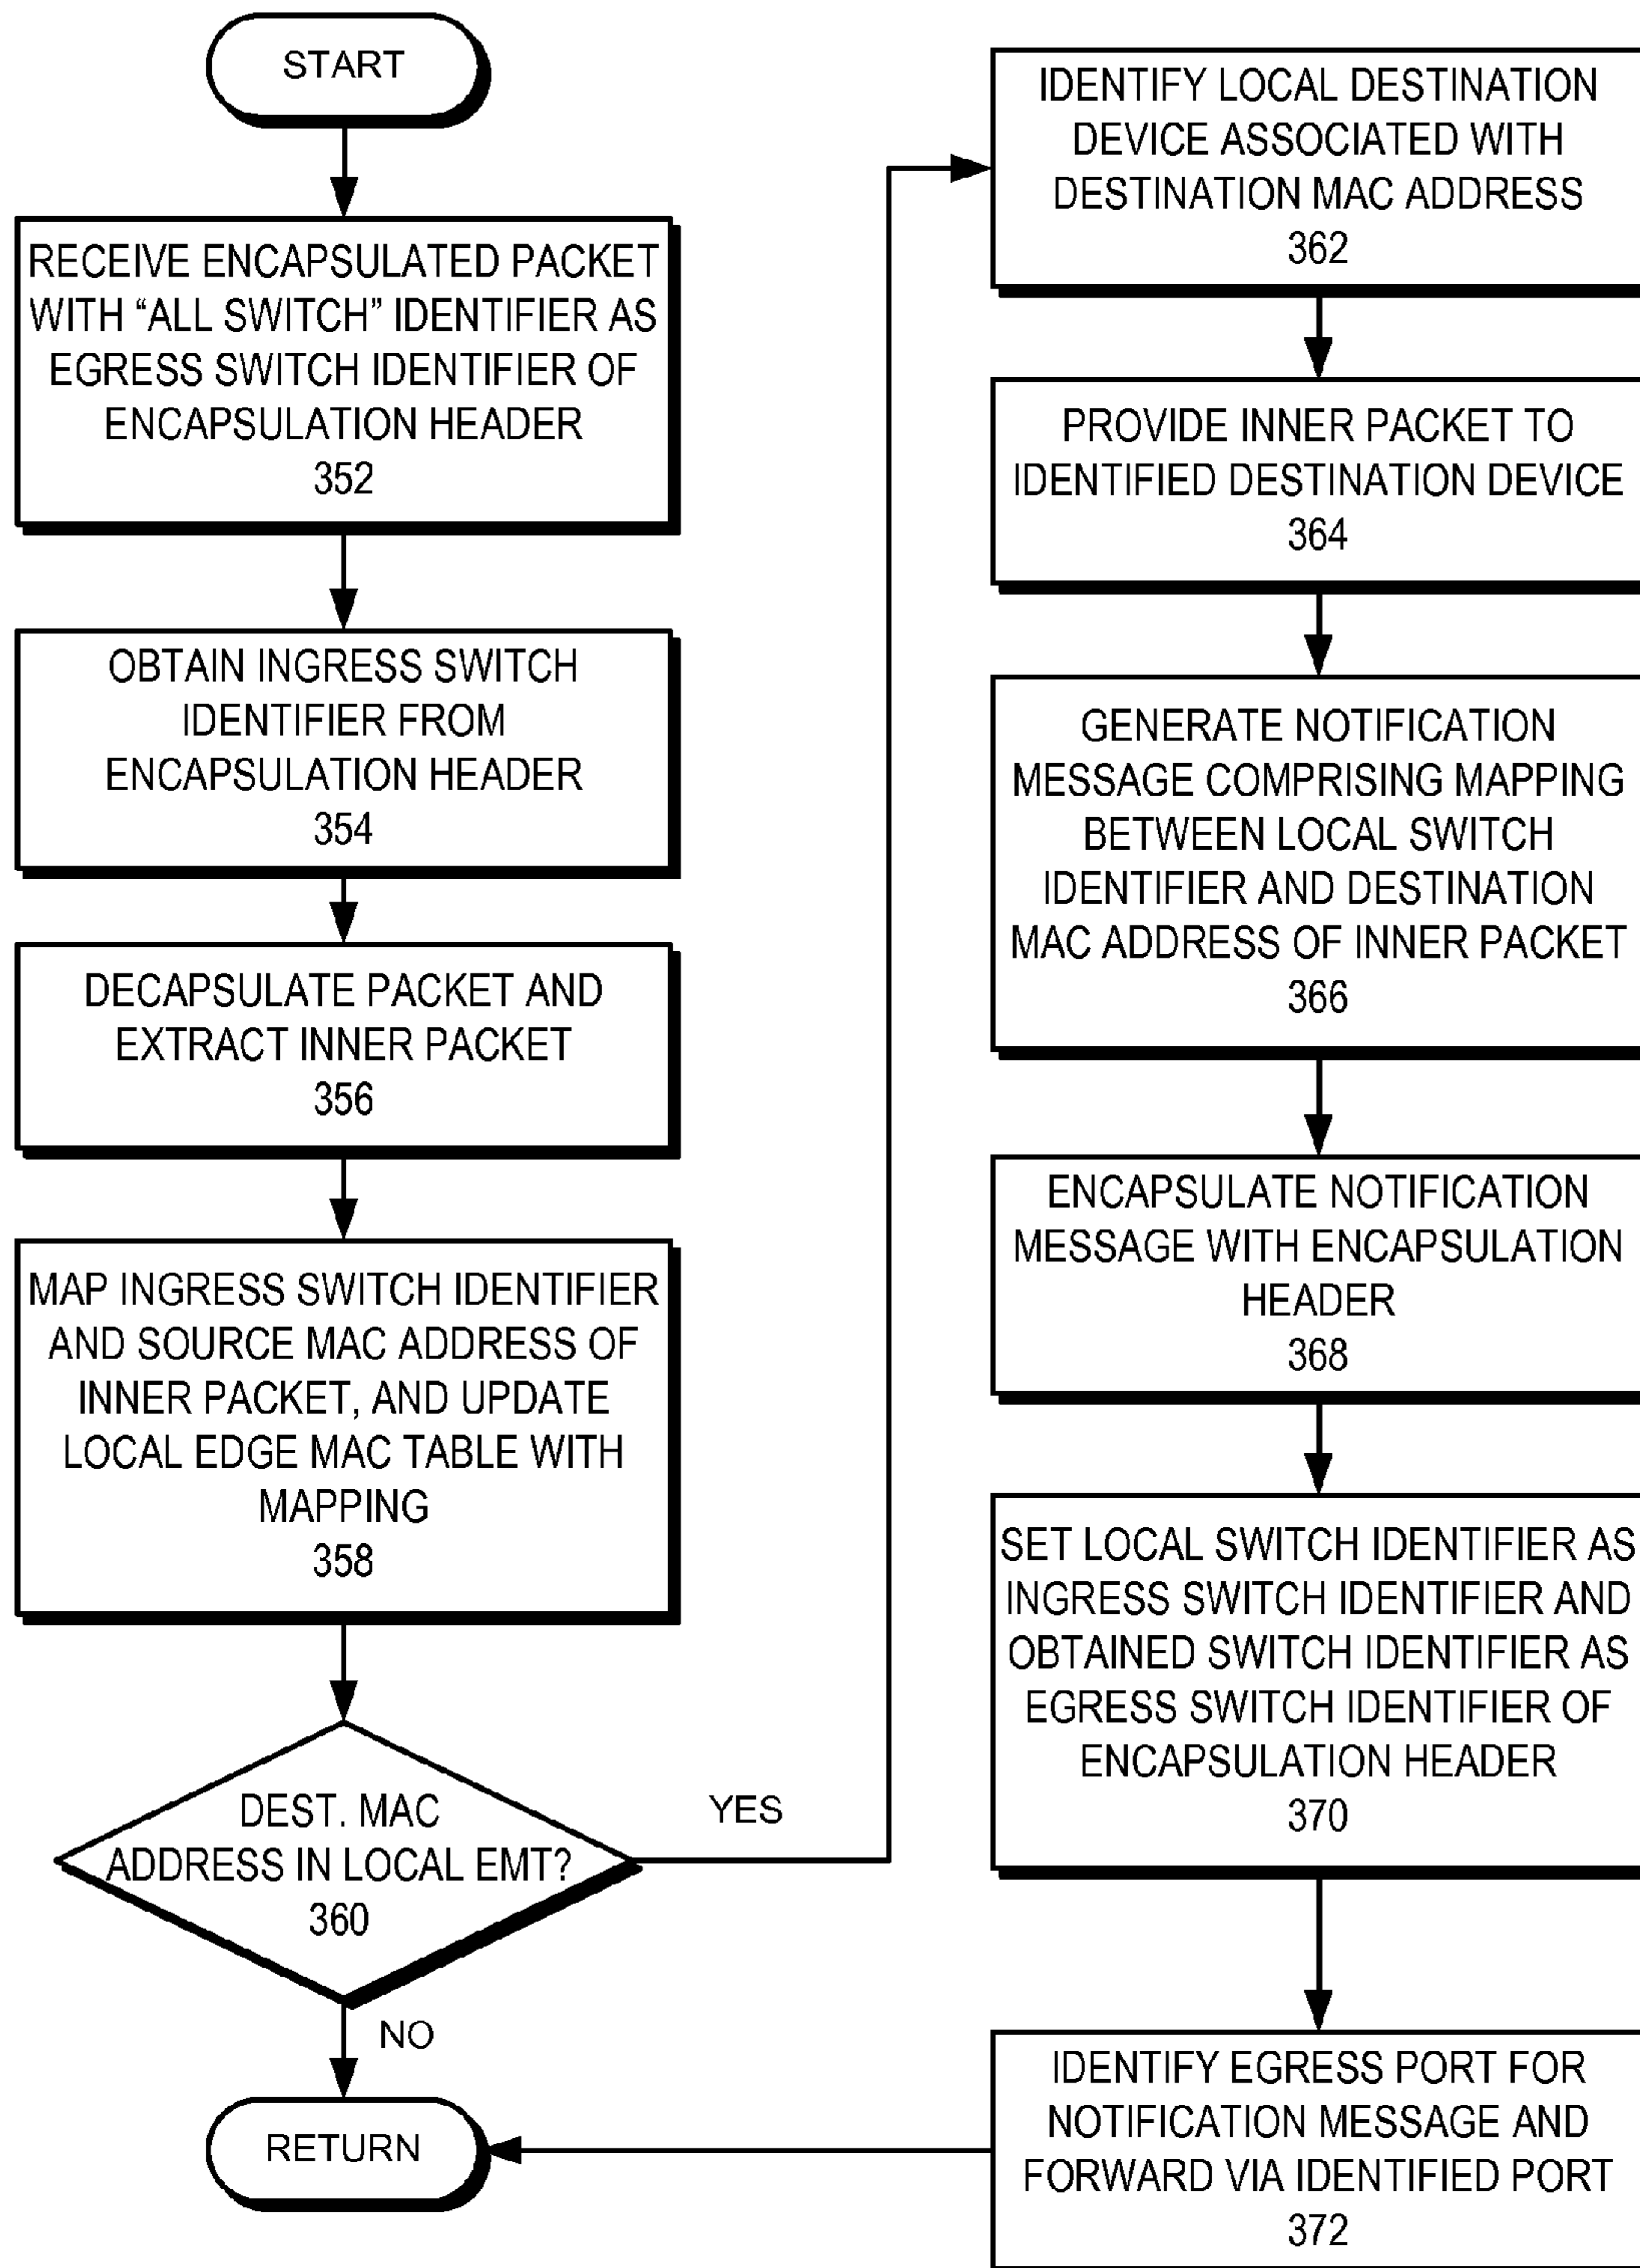 START
RECEIVE ENCAPSULATED PACKET
WITH “ALL SWITCH” IDENTIFIER AS
EGRESS SWITCH IDENTIFIER OF
ENCAPSULATION HEADER
352
OBTAIN INGRESS SWITCH
IDENTIFIER FROM
ENCAPSULATION HEADER
354
DECAPSULATE PACKET AND
EXTRACT INNER PACKET
356
MAP INGRESS SWITCH IDENTIFIER
AND SOURCE MAC ADDRESS OF
INNER PACKET, AND UPDATE
LOCAL EDGE MAC TABLE WITH
MAPPING
358
DEST. MAC
ADDRESS IN LOCAL EMT?
360
YES
NO
RETURN
IDENTIFY LOCAL DESTINATION
DEVICE ASSOCIATED WITH
DESTINATION MAC ADDRESS
362
PROVIDE INNER PACKET TO
IDENTIFIED DESTINATION DEVICE
364
GENERATE NOTIFICATION
MESSAGE COMPRISING MAPPING
BETWEEN LOCAL SWITCH
IDENTIFIER AND DESTINATION
MAC ADDRESS OF INNER PACKET
366
ENCAPSULATE NOTIFICATION
MESSAGE WITH ENCAPSULATION
HEADER
368
SET LOCAL SWITCH IDENTIFIER AS
INGRESS SWITCH IDENTIFIER AND
OBTAINED SWITCH IDENTIFIER AS
EGRESS SWITCH IDENTIFIER OF
ENCAPSULATION HEADER
370
IDENTIFY EGRESS PORT FOR
NOTIFICATION MESSAGE AND
FORWARD VIA IDENTIFIED PORT
372